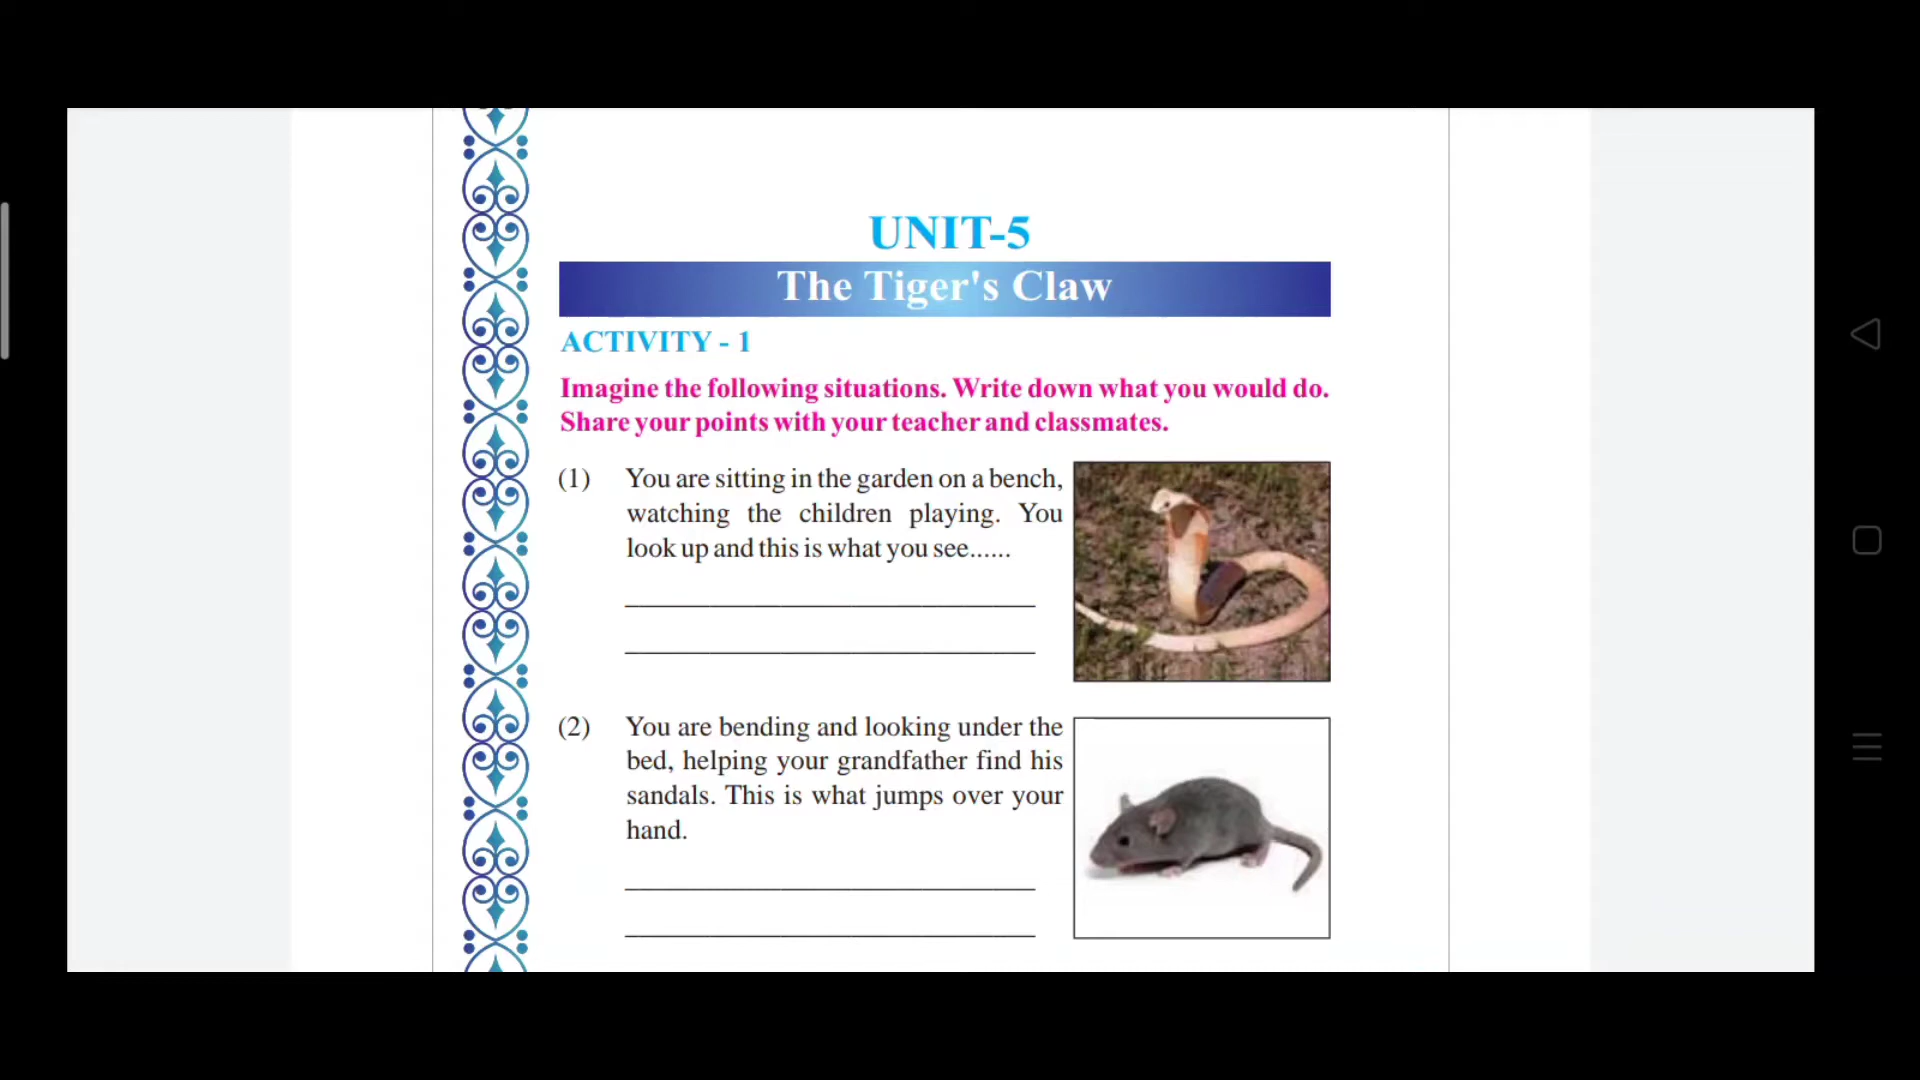 UNIT-5
The Tiger's Claw
ACTIVITY - 1
Imagine the following situations. Write down what you would do.
Share your points with your teacher and classmates.
(1) You are sitting in the garden on a bench,
watching the children playing. You
look up and this is what you see......
(2) You are bending and looking under the
bed, helping your grandfather find his
sandals. This is what jumps over your
hand.